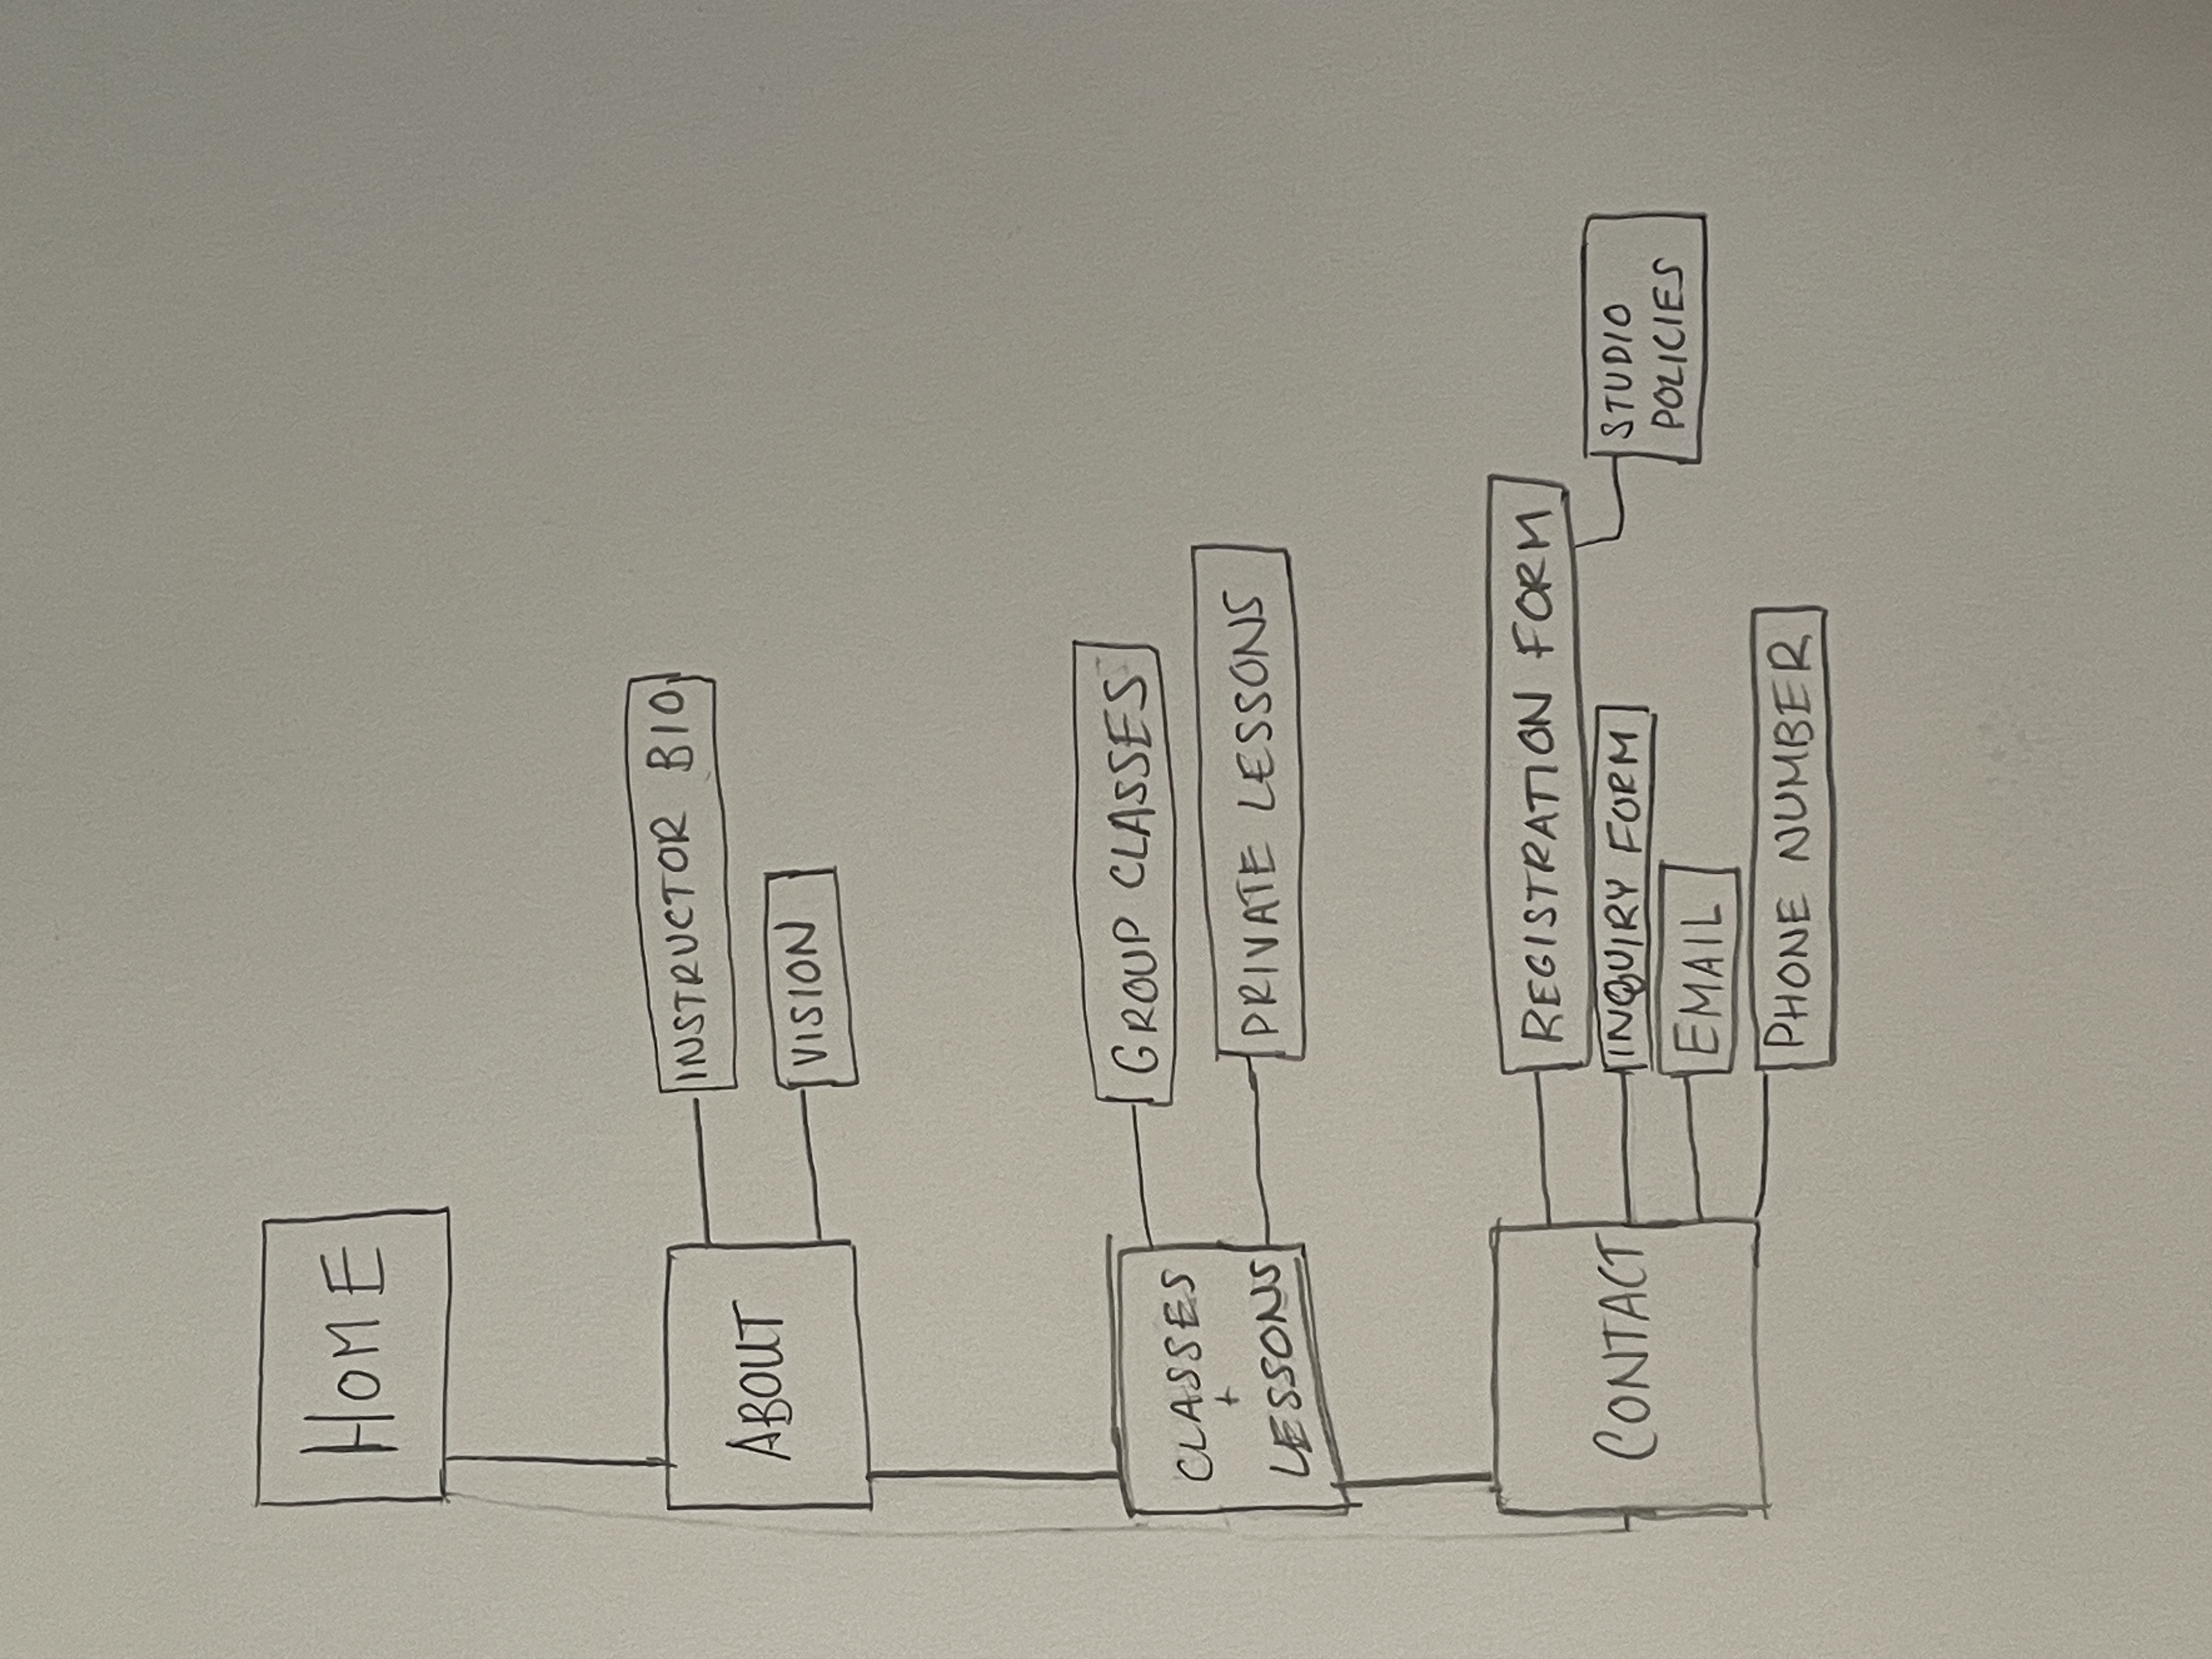 HOME
ABOUT
INSTRUCTOR BIO
VISION
CLASSES
+
LESSONS
GROUP CLASSES
PRIVATE LESSONS
CONTACT
REGISTRATION FORM
STUDIO
POLICIES
INQUIRY FORM
EMAIL
PHONE NUMBER